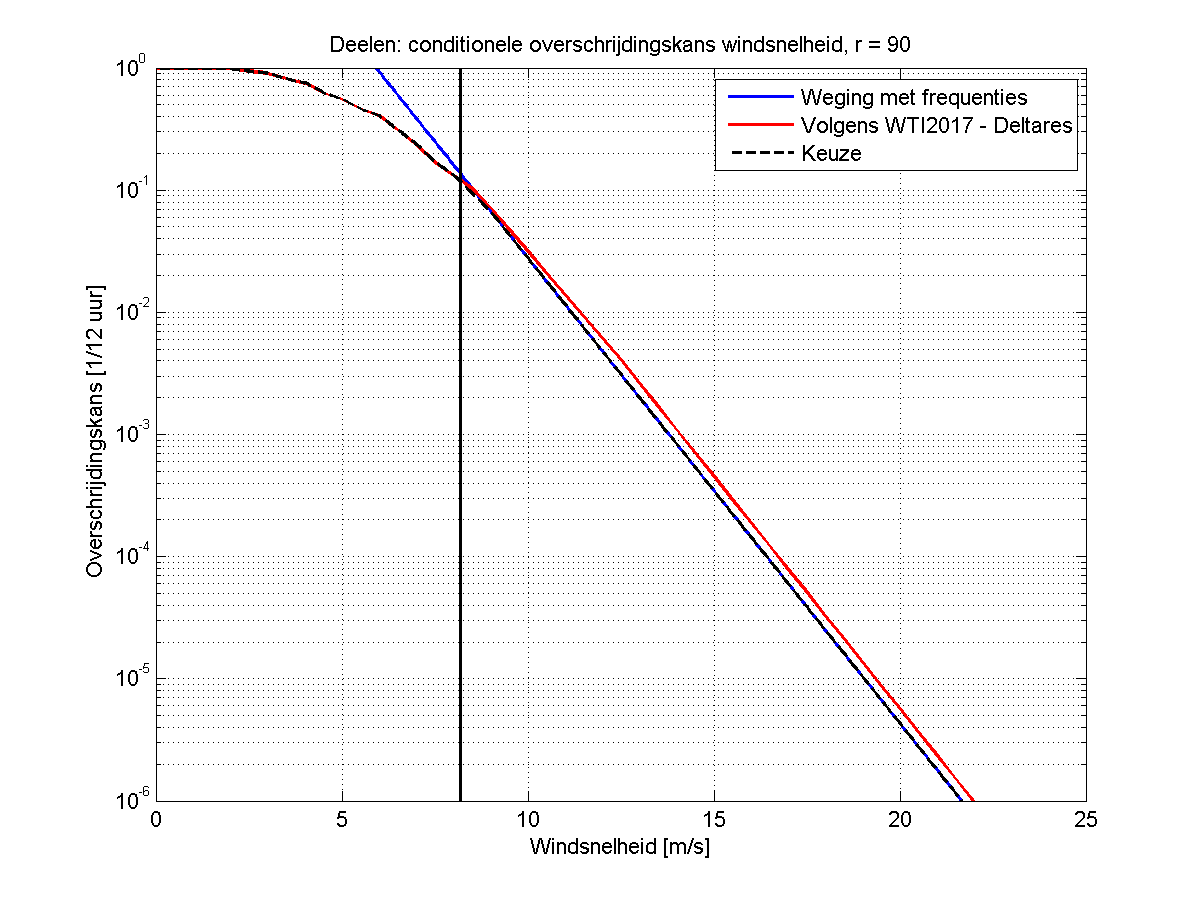 Deelen: conditionele overschrijdingskans windsnelheid, r = 90
Weging met frequenties
Volgens WTI2017 - Deltares
Keuze
Overschrijdingskans [1/12 uur]
10^0
10^-1
10^-2
10^-3
10^-4
10^-5
10^-6
0 5 10 15 20 25
Windsnelheid [m/s]